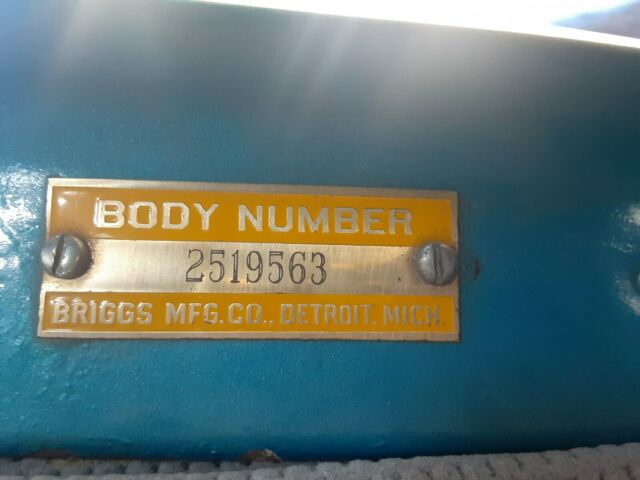 BODY NUMBER
2519563
BRIGGS MFG. CO., DETROIT, MICH.